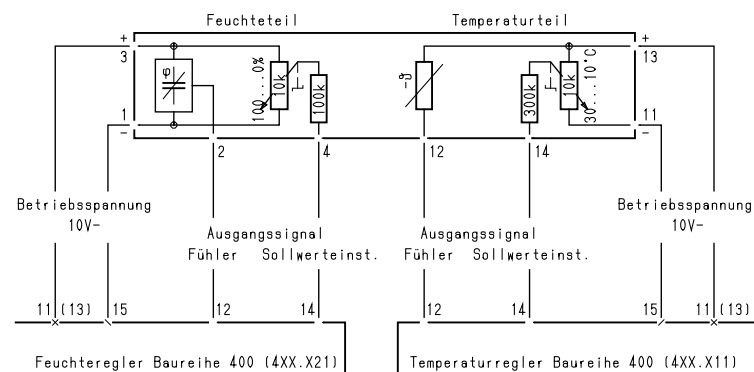 Feuchteteil Temperaturteil
+ +
3 13
φ 100...0% 10k 100k -ϑ 300k 10k 30...10°C
1 11
- -
2 4 12 14
Betriebsspannung Betriebsspannung
10V- 10V-
Ausgangssignal Ausgangssignal
Fühler Sollwerteinst. Fühler Sollwerteinst.
11(13) 15 12 14 12 14 15 11(13)
Feuchteregler Baureihe 400 (4XX.X21) Temperaturregler Baureihe 400 (4XX.X11)